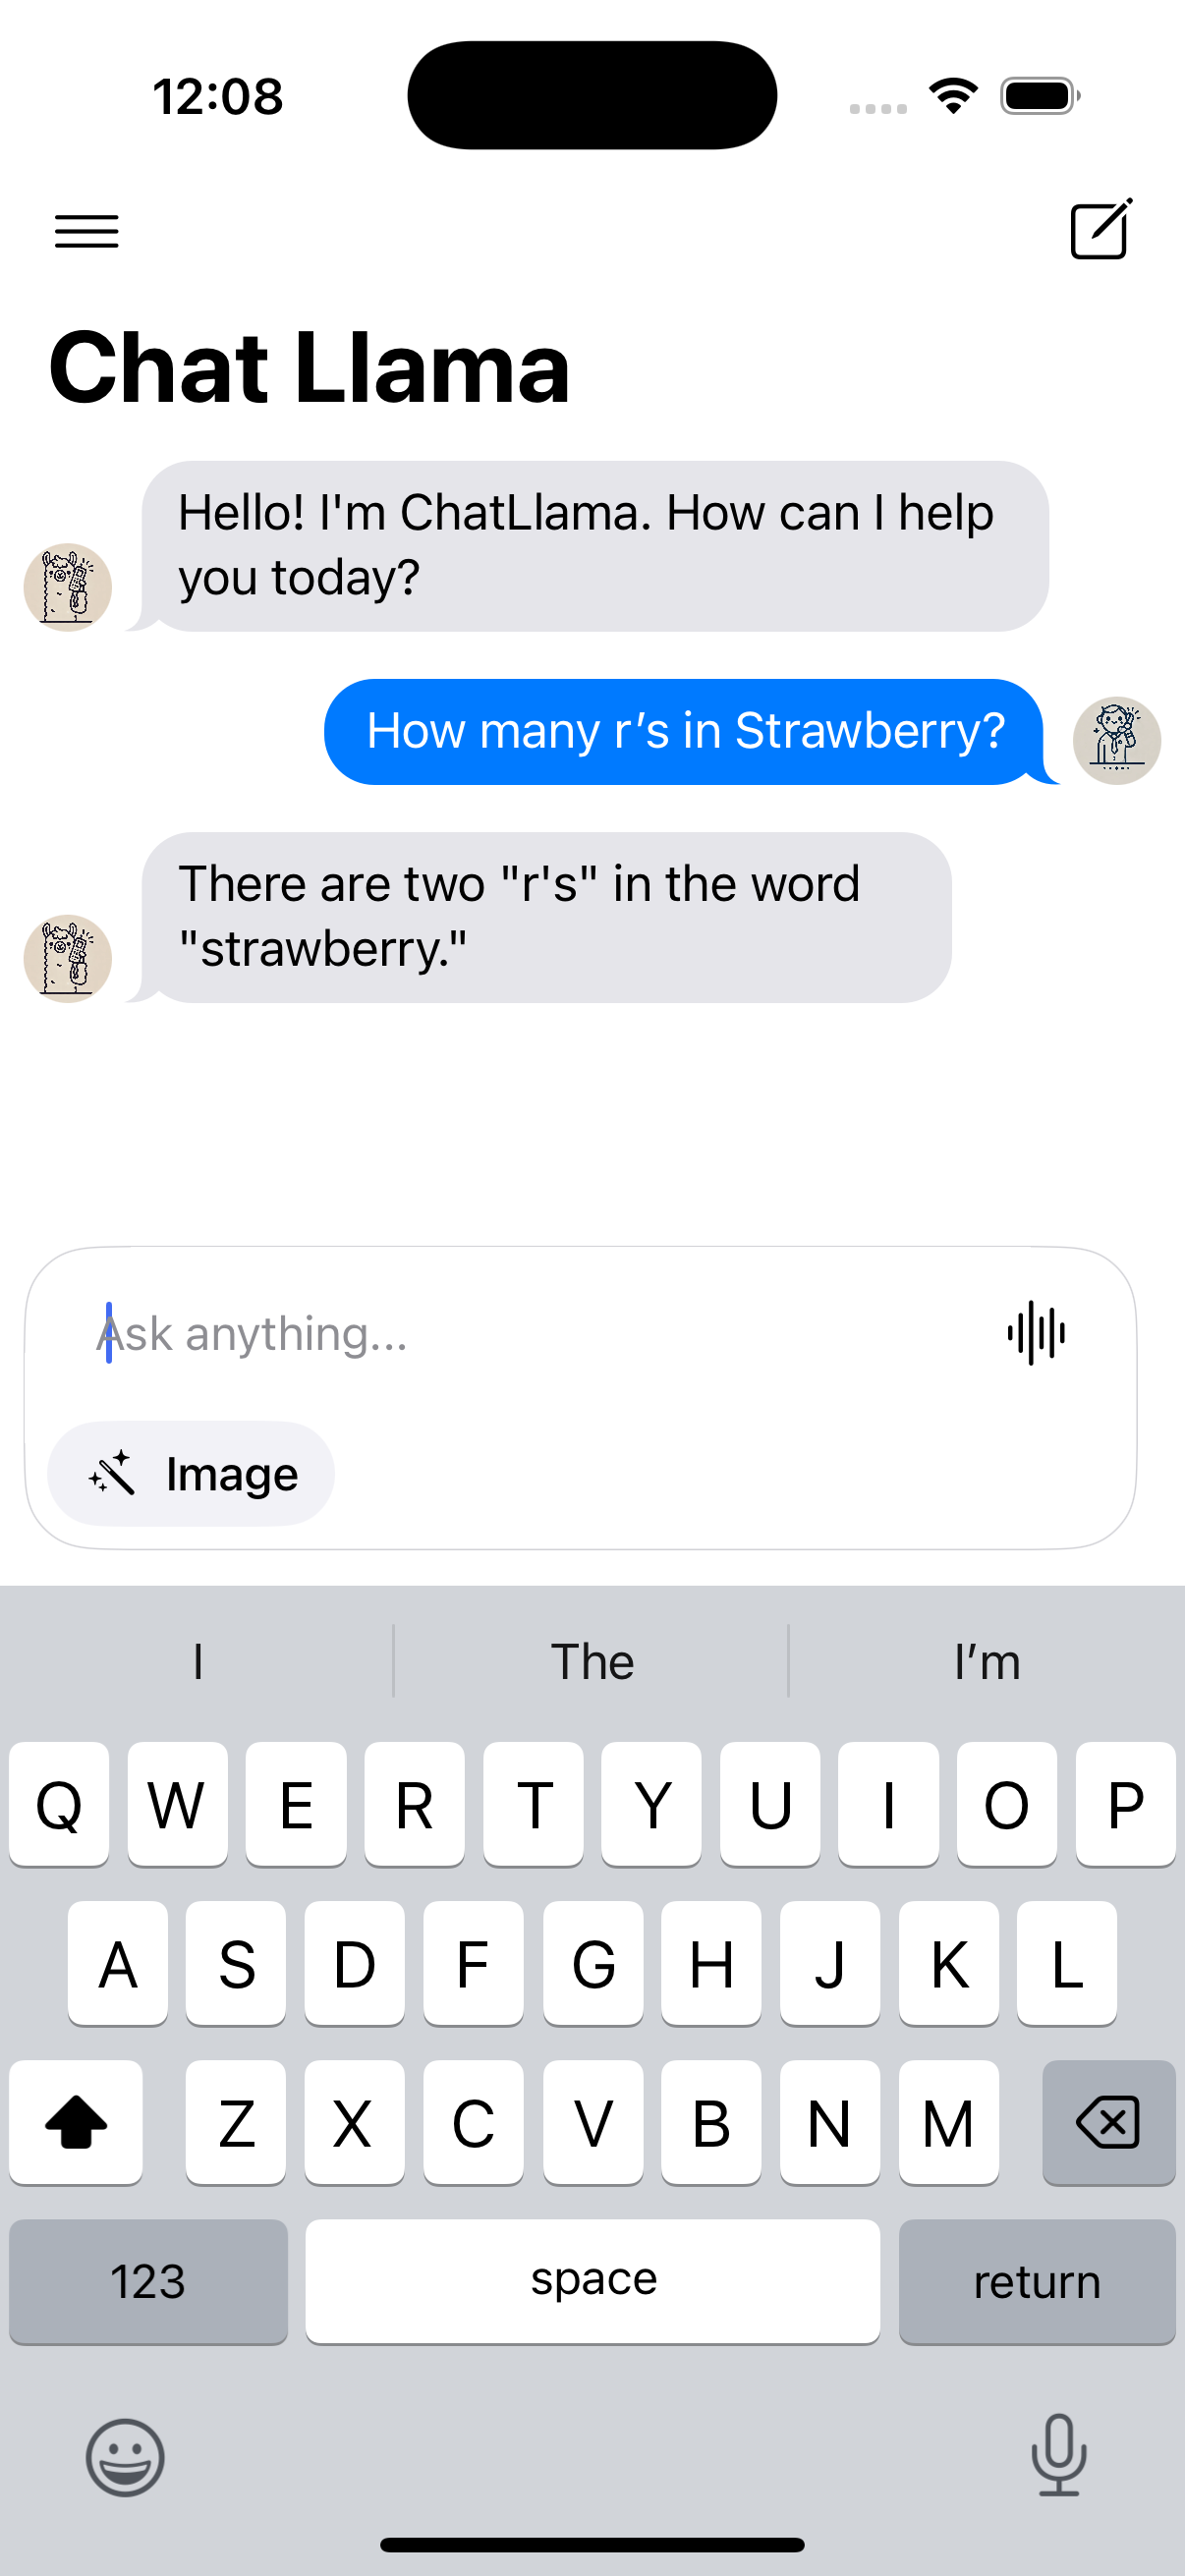 12:08
Chat Llama
Hello! I'm ChatLlama. How can I help
you today?
How many r’s in Strawberry?
There are two "r's" in the word
"strawberry."
Ask anything...
Image
I The I’m
Q W E R T Y U I O P
A S D F G H J K L
Z X C V B N M
123 space return